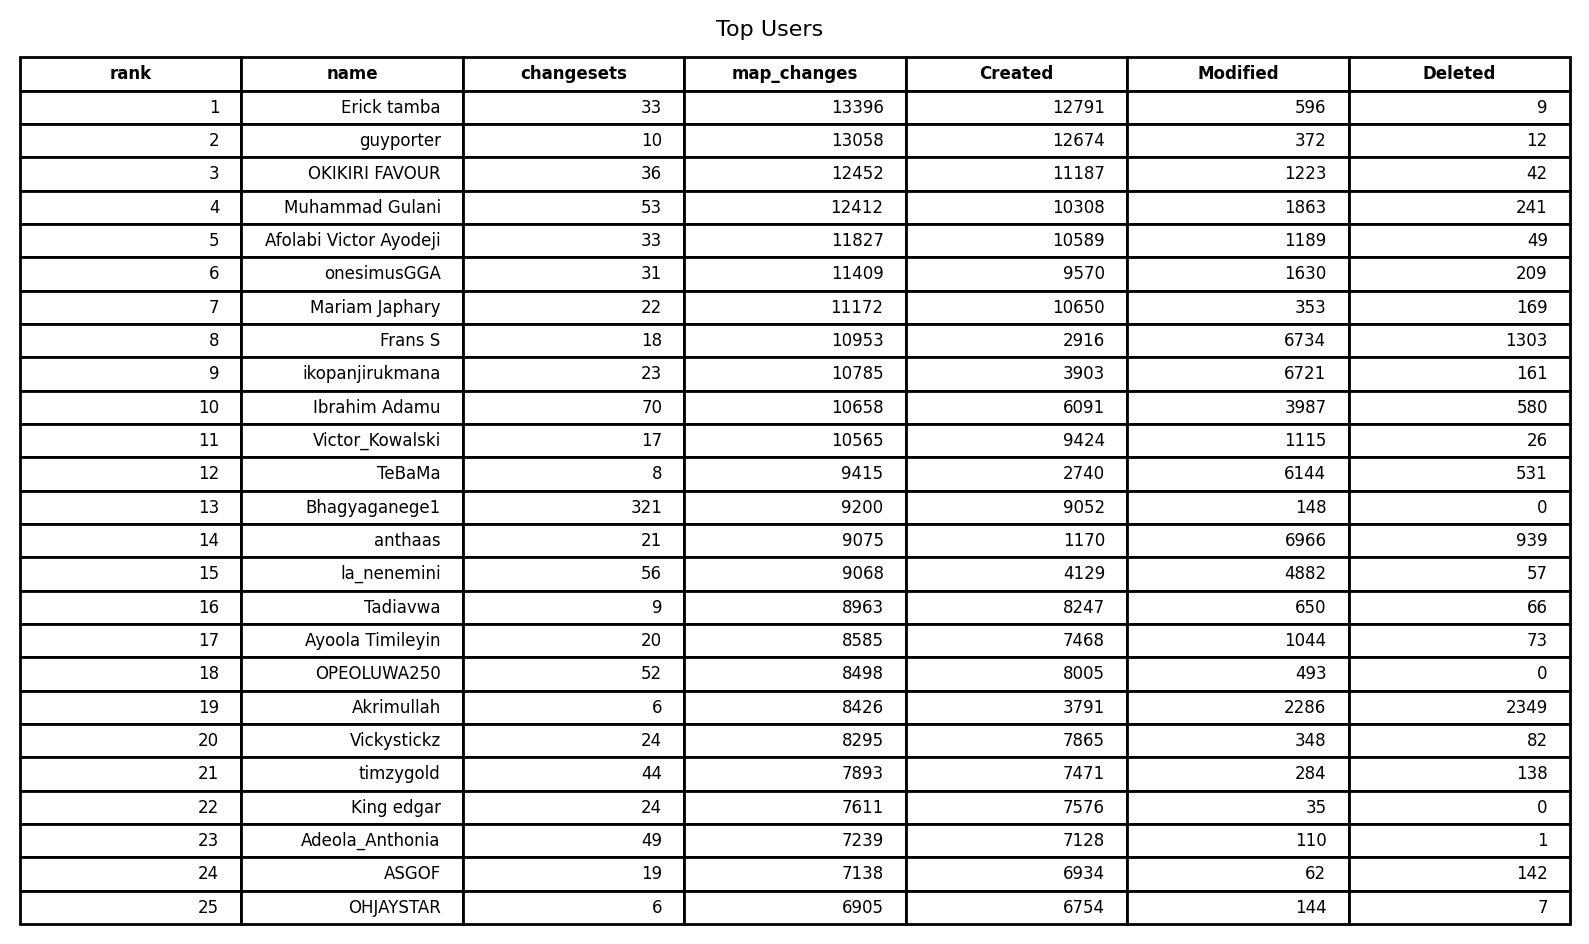 Top Users
rank name changesets map_changes Created Modified Deleted
1 Erick tamba 33 13396 12791 596 9
2 guyporter 10 13058 12674 372 12
3 OKIKIRI FAVOUR 36 12452 11187 1223 42
4 Muhammad Gulani 53 12412 10308 1863 241
5 Afolabi Victor Ayodeji 33 11827 10589 1189 49
6 onesimusGGA 31 11409 9570 1630 209
7 Mariam Japhary 22 11172 10650 353 169
8 Frans S 18 10953 2916 6734 1303
9 ikopanjirukmana 23 10785 3903 6721 161
10 Ibrahim Adamu 70 10658 6091 3987 580
11 Victor_Kowalski 17 10565 9424 1115 26
12 TeBaMa 8 9415 2740 6144 531
13 Bhagyaganege1 321 9200 9052 148 0
14 anthaas 21 9075 1170 6966 939
15 la_nenemini 56 9068 4129 4882 57
16 Tadiavwa 9 8963 8247 650 66
17 Ayoola Timileyin 20 8585 7468 1044 73
18 OPEOLUWA250 52 8498 8005 493 0
19 Akrimullah 6 8426 3791 2286 2349
20 Vickystickz 24 8295 7865 348 82
21 timzygold 44 7893 7471 284 138
22 King edgar 24 7611 7576 35 0
23 Adeola_Anthonia 49 7239 7128 110 1
24 ASGOF 19 7138 6934 62 142
25 OHJAYSTAR 6 6905 6754 144 7